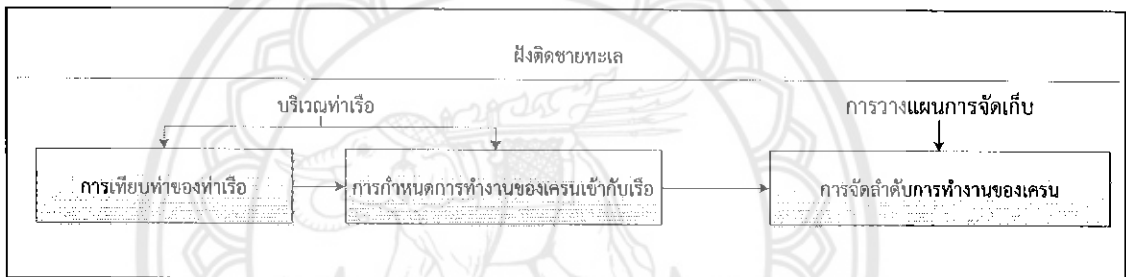 ฝั่งติดชายทะเล
บริเวณท่าเรือ
การวางแผนการจัดเก็บ
การเทียบท่าของท่าเรือ
การกำหนดการทำงานของเครนเข้ากับเรือ
การจัดลำดับการทำงานของเครน